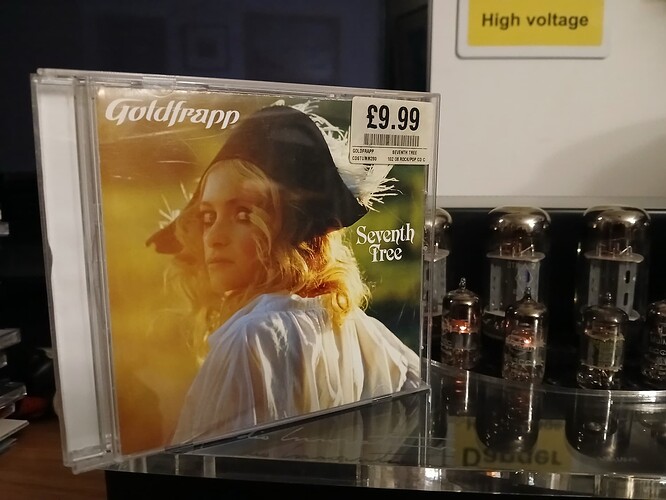 High voltage
Goldfrapp
£9.99
GOLDFRAPP SEVENTH TREE
Seventh
Tree